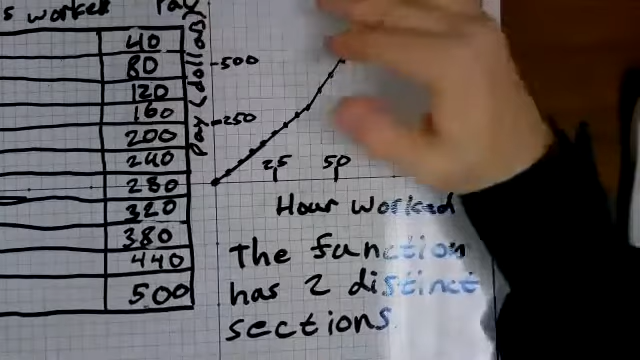 s worked Pay
40
80
120
160
200
240
280
320
380
440
500
Pay (dollars)
500
250
25 50
Hour Worked
The function
has 2 distinct
sections.